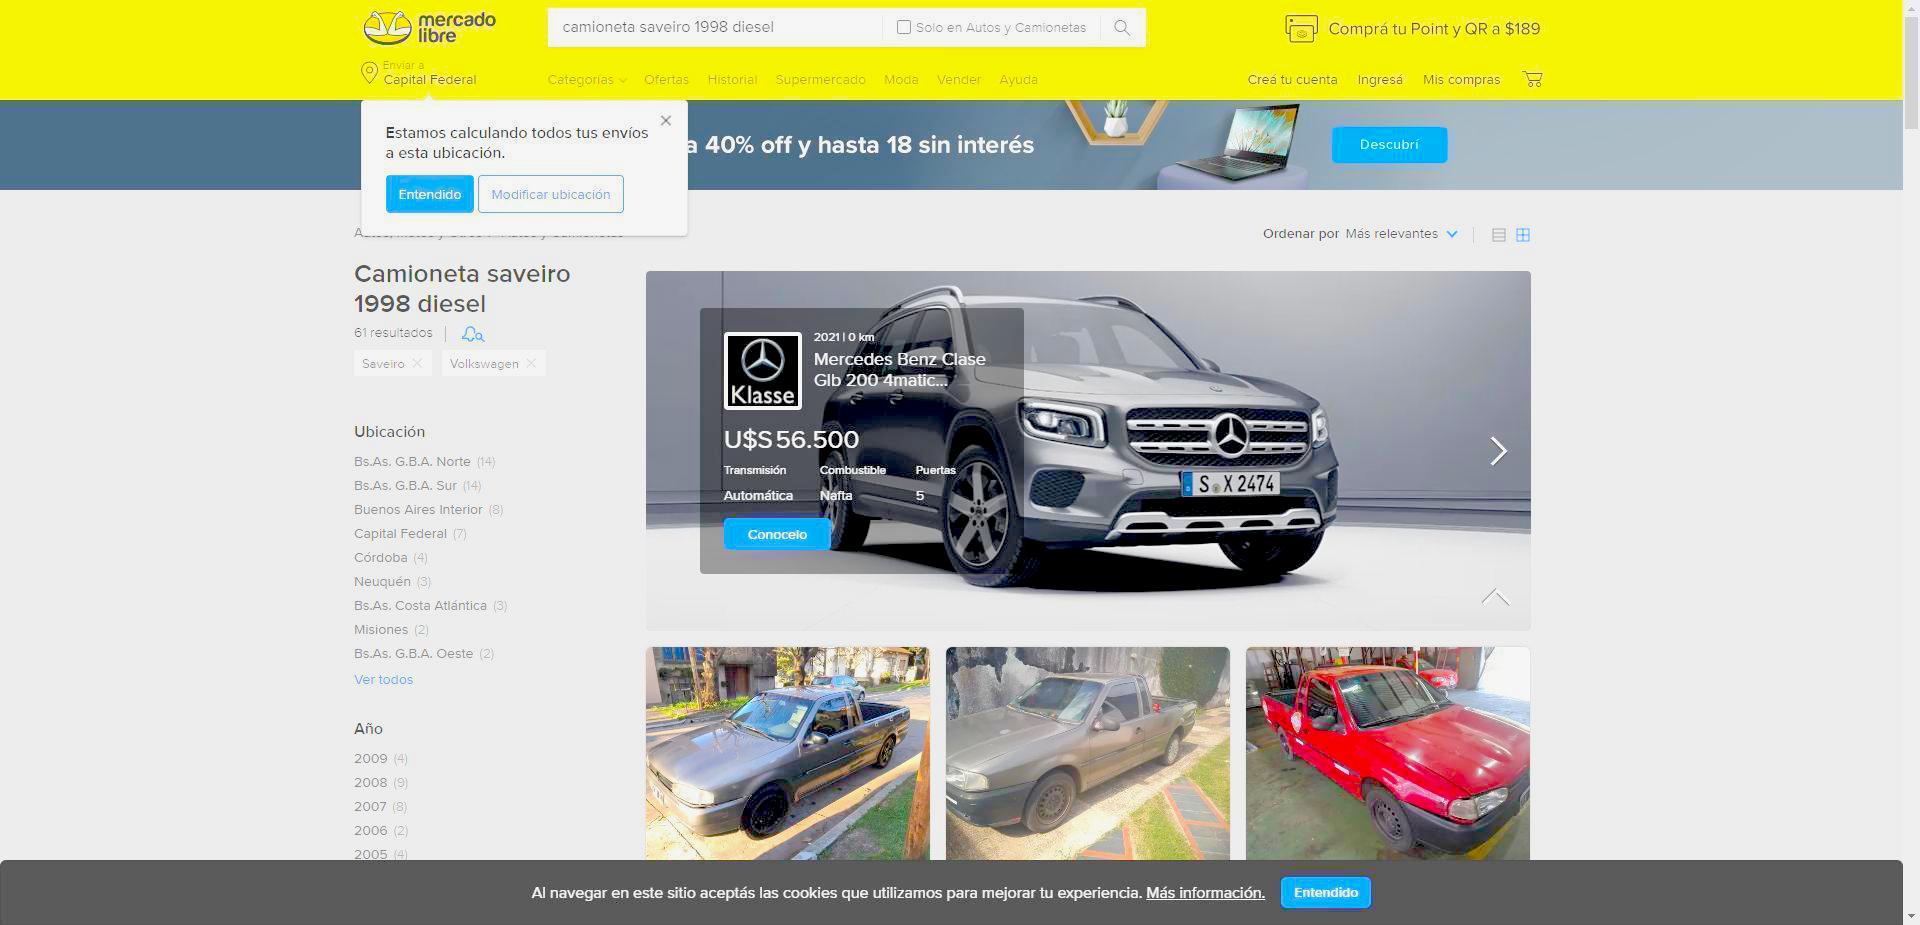 mercado
libre
camioneta saveiro 1998 diesel
Solo en Autos y Camionetas
Comprá tu Point y QR a $189
Enviar a
Capital Federal
Categorías Ofertas Historial Supermercado Moda Vender Ayuda
Creá tu cuenta Ingresá Mis compras
Estamos calculando todos tus envíos
a esta ubicación.
Entendido Modificar ubicación
a 40% off y hasta 18 sin interés
Descubrí
Ordenar por Más relevantes
Camioneta saveiro
1998 diesel
61 resultados
Saveiro Volkswagen
Ubicación
Bs.As. G.B.A. Norte (14)
Bs.As. G.B.A. Sur (14)
Buenos Aires Interior (8)
Capital Federal (7)
Córdoba (4)
Neuquén (3)
Bs.As. Costa Atlántica (3)
Misiones (2)
Bs.As. G.B.A. Oeste (2)
Ver todos
Año
2009 (4)
2008 (9)
2007 (8)
2006 (2)
2005 (4)
Klasse
2021 | 0 km
Mercedes Benz Clase
Glb 200 4matic...
U$S 56.500
Transmisión Combustible Puertas
Automática Nafta 5
Conocelo
S X 2474
Al navegar en este sitio aceptás las cookies que utilizamos para mejorar tu experiencia. Más información.
Entendido